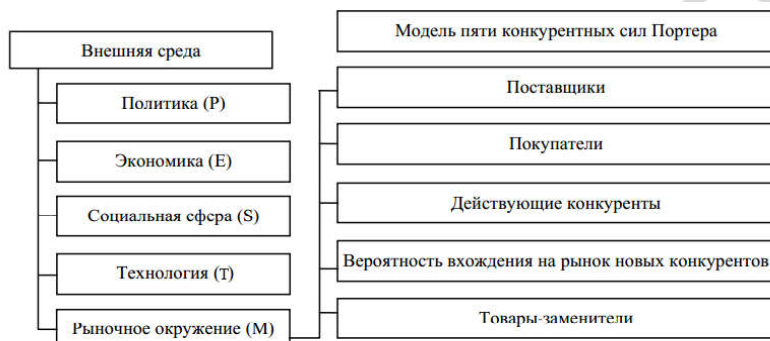 Внешняя среда
Политика (P)
Экономика (E)
Социальная сфера (S)
Технология (T)
Рыночное окружение (M)
Модель пяти конкурентных сил Портера
Поставщики
Покупатели
Действующие конкуренты
Вероятность вхождения на рынок новых конкурентов
Товары-заменители